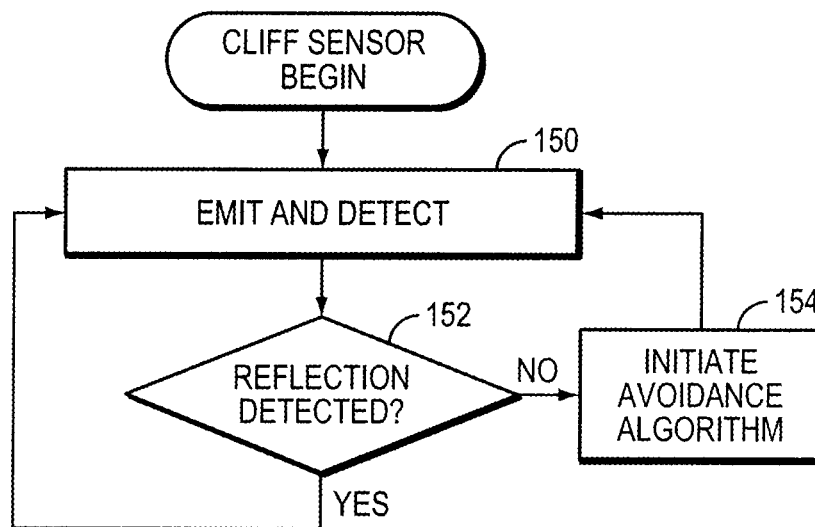 CLIFF SENSOR
BEGIN
150
EMIT AND DETECT
152
154
REFLECTION
DETECTED?
NO
INITIATE
AVOIDANCE
ALGORITHM
YES